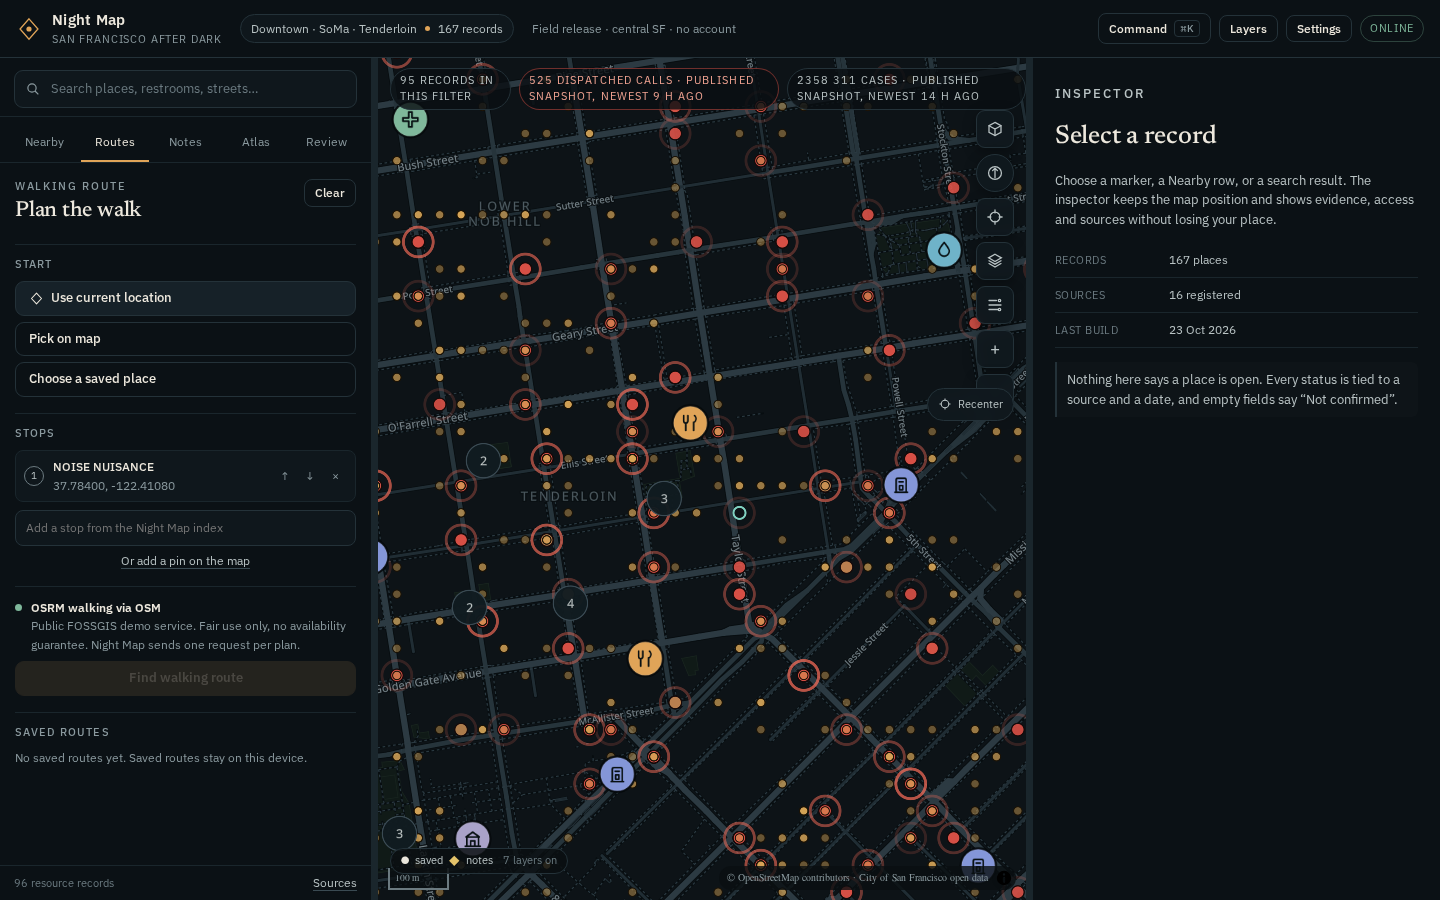 Night Map
SAN FRANCISCO AFTER DARK
Downtown · SoMa · Tenderloin • 167 records
Field release · central SF · no account
Command ⌘K
Layers
Settings
ONLINE
Search places, restrooms, streets…
Nearby
Routes
Notes
Atlas
Review
WALKING ROUTE
Plan the walk
Clear
START
Use current location
Pick on map
Choose a saved place
STOPS
1
NOISE NUISANCE
37.78400, -122.41080
↑ ↓ ×
Add a stop from the Night Map index
Or add a pin on the map
OSRM walking via OSM
Public FOSSGIS demo service. Fair use only, no availability
guarantee. Night Map sends one request per plan.
Find walking route
SAVED ROUTES
No saved routes yet. Saved routes stay on this device.
96 resource records
Sources
95 RECORDS IN
THIS FILTER
525 DISPATCHED CALLS · PUBLISHED
SNAPSHOT, NEWEST 9 H AGO
2358 311 CASES · PUBLISHED
SNAPSHOT, NEWEST 14 H AGO
Bush Street
Stockton Stre
LOWER
NOB HILL
Sutter Street
Geary Street
+
Recenter
Powell Street
O'Farrell Street
2
Ellis Street
TENDERLOIN
3
5th Street
2
4
Jessie Street
Golden Gate Avenue
McAllister Street
3
saved
notes
7 layers on
100 m
© OpenStreetMap contributors · City of San Francisco open data
INSPECTOR
Select a record
Choose a marker, a Nearby row, or a search result. The
inspector keeps the map position and shows evidence, access
and sources without losing your place.
RECORDS 167 places
SOURCES 16 registered
LAST BUILD 23 Oct 2026
Nothing here says a place is open. Every status is tied to a
source and a date, and empty fields say “Not confirmed”.